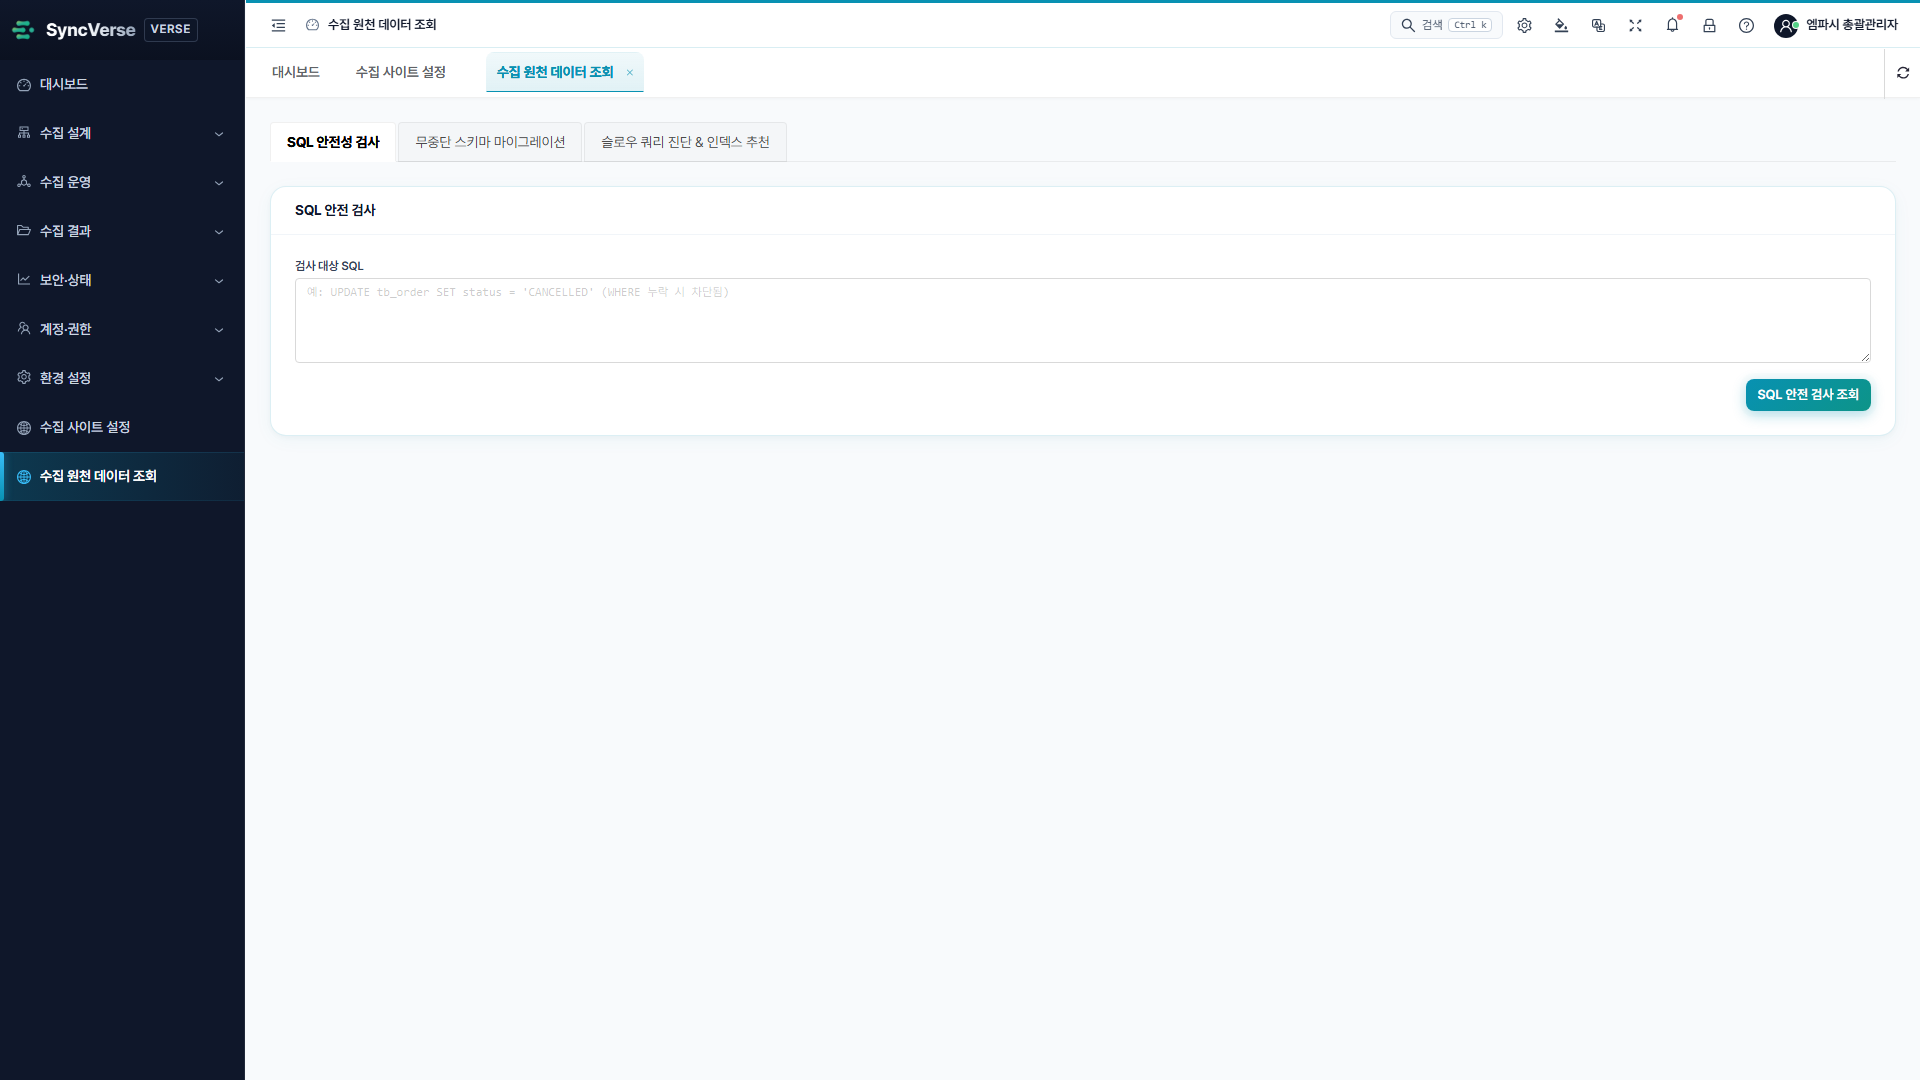 SyncVerse VERSE
대시보드
수집 설계
수집 운영
수집 결과
보안·상태
계정·권한
환경 설정
수집 사이트 설정
수집 원천 데이터 조회
수집 원천 데이터 조회
검색 Ctrl k
엠파시 총괄관리자
대시보드 수집 사이트 설정 수집 원천 데이터 조회 ×
SQL 안전성 검사 무중단 스키마 마이그레이션 슬로우 쿼리 진단 & 인덱스 추천
SQL 안전 검사
검사 대상 SQL
예: UPDATE tb_order SET status = 'CANCELLED' (WHERE 누락 시 차단됨)
SQL 안전 검사 조회